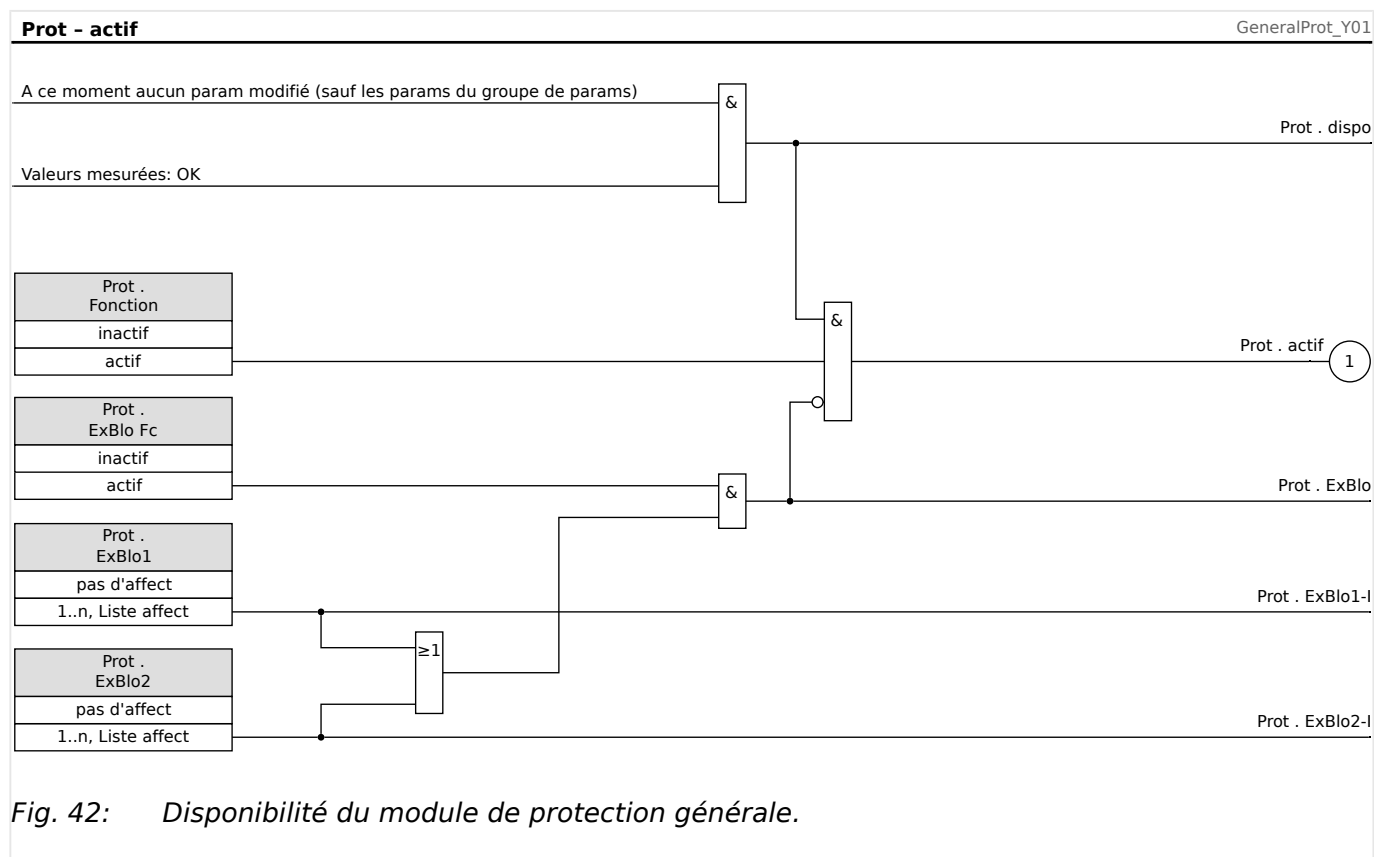 Prot – actif
GeneralProt_Y01
A ce moment aucun param modifié (sauf les params du groupe de params)
&
Prot . dispo
Valeurs mesurées: OK
Prot .
Fonction
inactif
actif
&
Prot . actif
1
Prot .
ExBlo Fc
inactif
actif
&
Prot . ExBlo
Prot .
ExBlo1
pas d'affect
1..n, Liste affect
Prot . ExBlo1-I
≥1
Prot .
ExBlo2
pas d'affect
1..n, Liste affect
Prot . ExBlo2-I
Fig. 42: Disponibilité du module de protection générale.